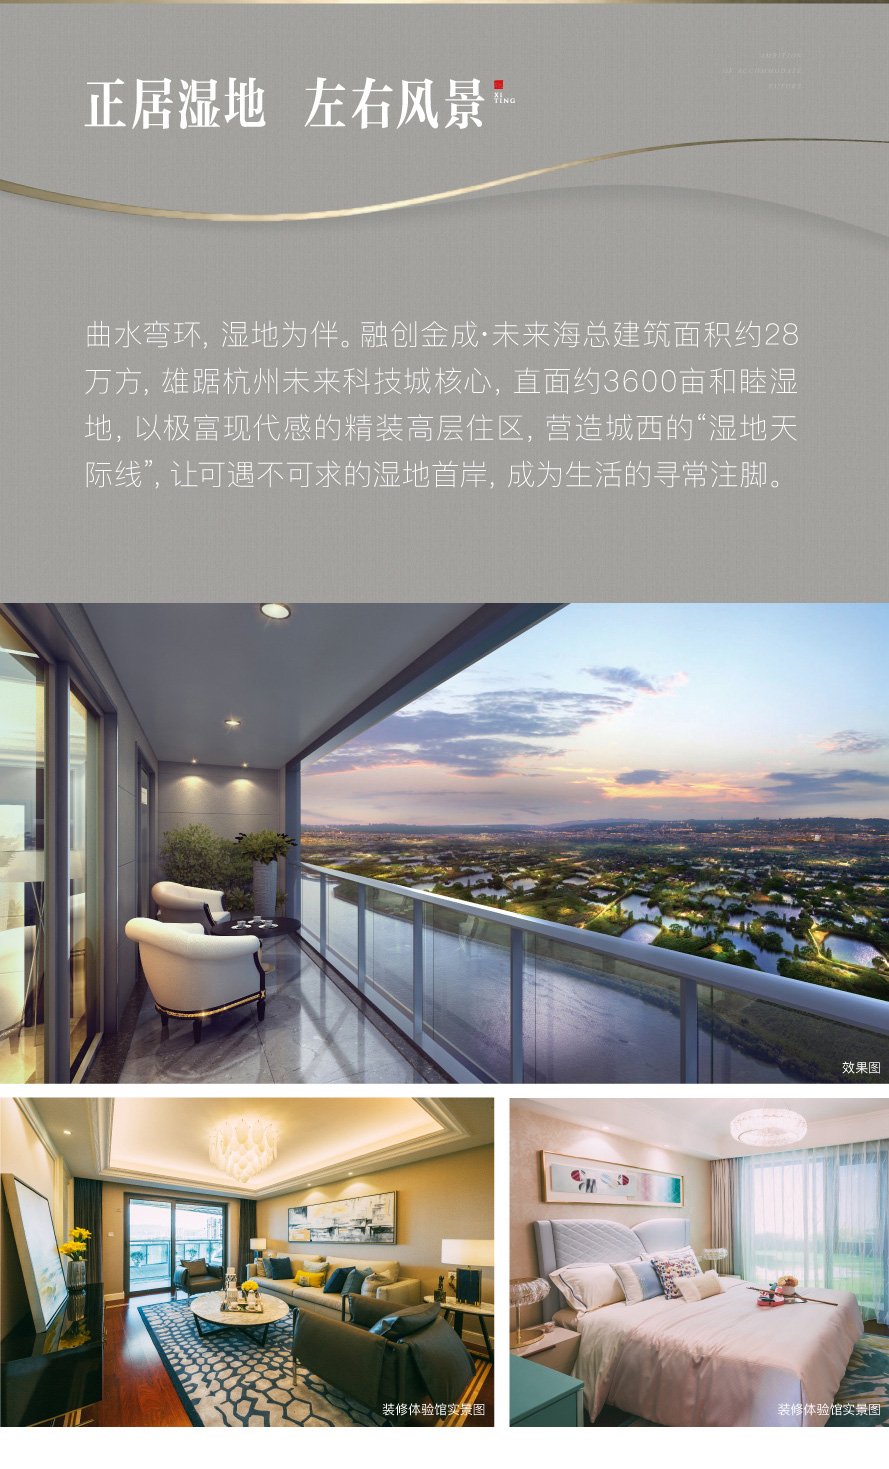 AMBITION
OF ACCOMMODATE
FUTURE
正居湿地 左右风景
XI
TING
曲水弯环, 湿地为伴。融创金成·未来海总建筑面积约28
万方, 雄踞杭州未来科技城核心, 直面约3600亩和睦湿
地, 以极富现代感的精装高层住区, 营造城西的“湿地天
际线”, 让可遇不可求的湿地首岸, 成为生活的寻常注脚。
效果图
装修体验馆实景图
装修体验馆实景图